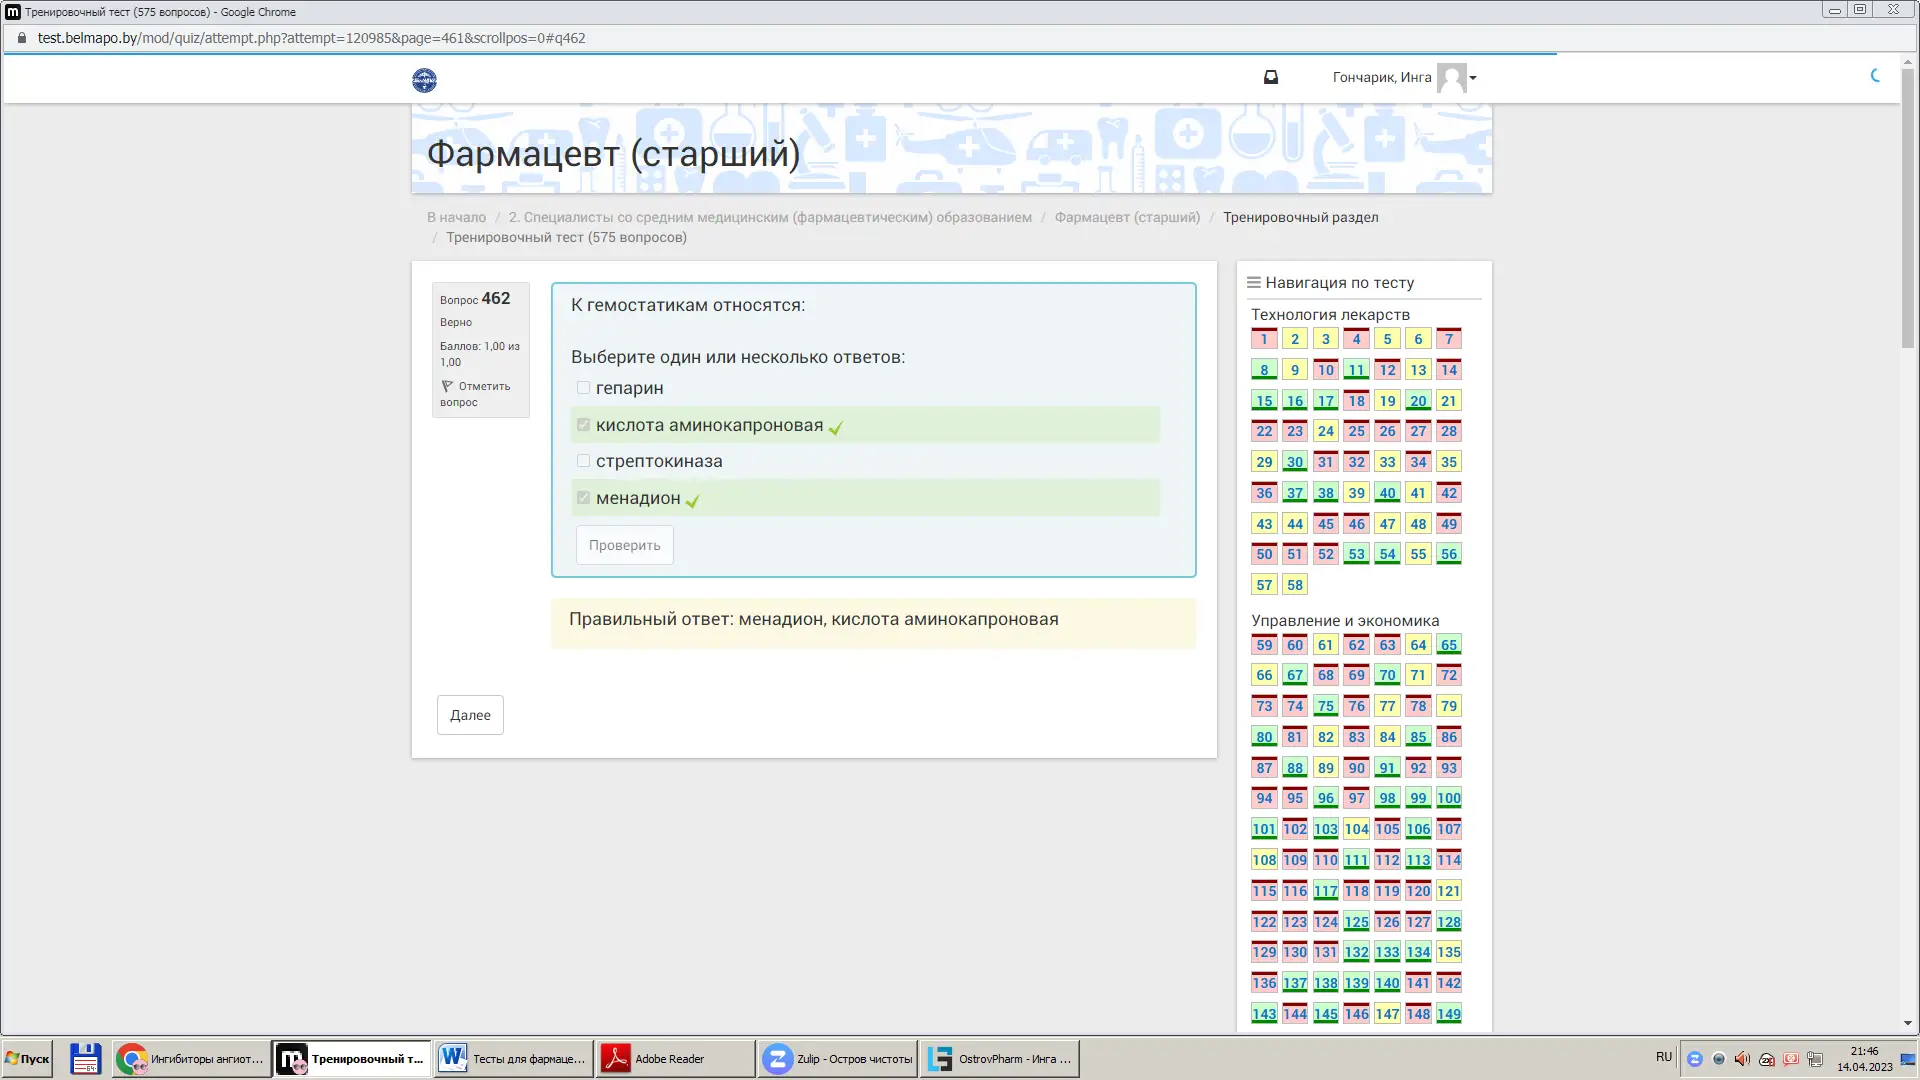 Тренировочный тест (575 вопросов) - Google Chrome
test.belmapo.by/mod/quiz/attempt.php?attempt=120985&page=461&scrollpos=0#q462
Гончарик, Инга
Фармацевт (старший)
В начало / 2. Специалисты со средним медицинским (фармацевтическим) образованием / Фармацевт (старший) / Тренировочный раздел
/ Тренировочный тест (575 вопросов)
Вопрос 462
Верно
Баллов: 1,00 из
1,00
Отметить
вопрос
К гемостатикам относятся:
Выберите один или несколько ответов:
гепарин
кислота аминокапроновая
стрептокиназа
менадион
Проверить
Правильный ответ: менадион, кислота аминокапроновая
Далее
Навигация по тесту
Технология лекарств
1 2 3 4 5 6 7
8 9 10 11 12 13 14
15 16 17 18 19 20 21
22 23 24 25 26 27 28
29 30 31 32 33 34 35
36 37 38 39 40 41 42
43 44 45 46 47 48 49
50 51 52 53 54 55 56
57 58
Управление и экономика
59 60 61 62 63 64 65
66 67 68 69 70 71 72
73 74 75 76 77 78 79
80 81 82 83 84 85 86
87 88 89 90 91 92 93
94 95 96 97 98 99 100
101 102 103 104 105 106 107
108 109 110 111 112 113 114
115 116 117 118 119 120 121
122 123 124 125 126 127 128
129 130 131 132 133 134 135
136 137 138 139 140 141 142
143 144 145 146 147 148 149
Пуск
Ингибиторы ангиот...
Тренировочный т...
Тесты для фармаце...
Adobe Reader
Zulip - Остров чистоты
OstrovPharm - Инга ...
RU
21:46
14.04.2023